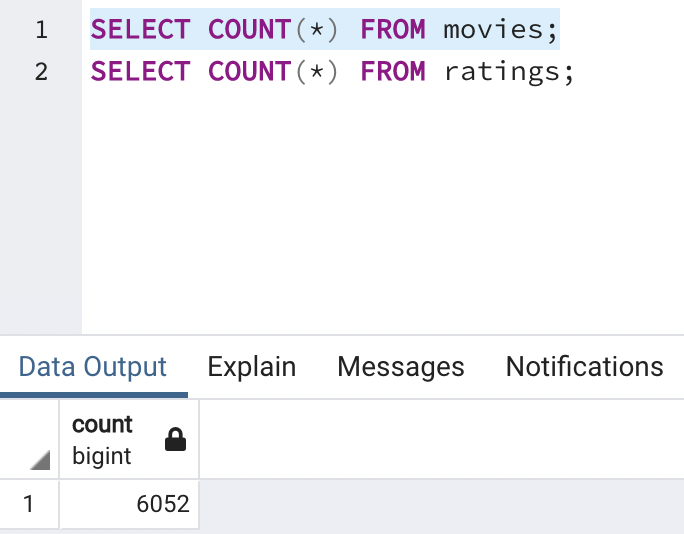 1 SELECT COUNT(*) FROM movies;
2 SELECT COUNT(*) FROM ratings;
Data Output Explain Messages Notifications
count
bigint
1 6052